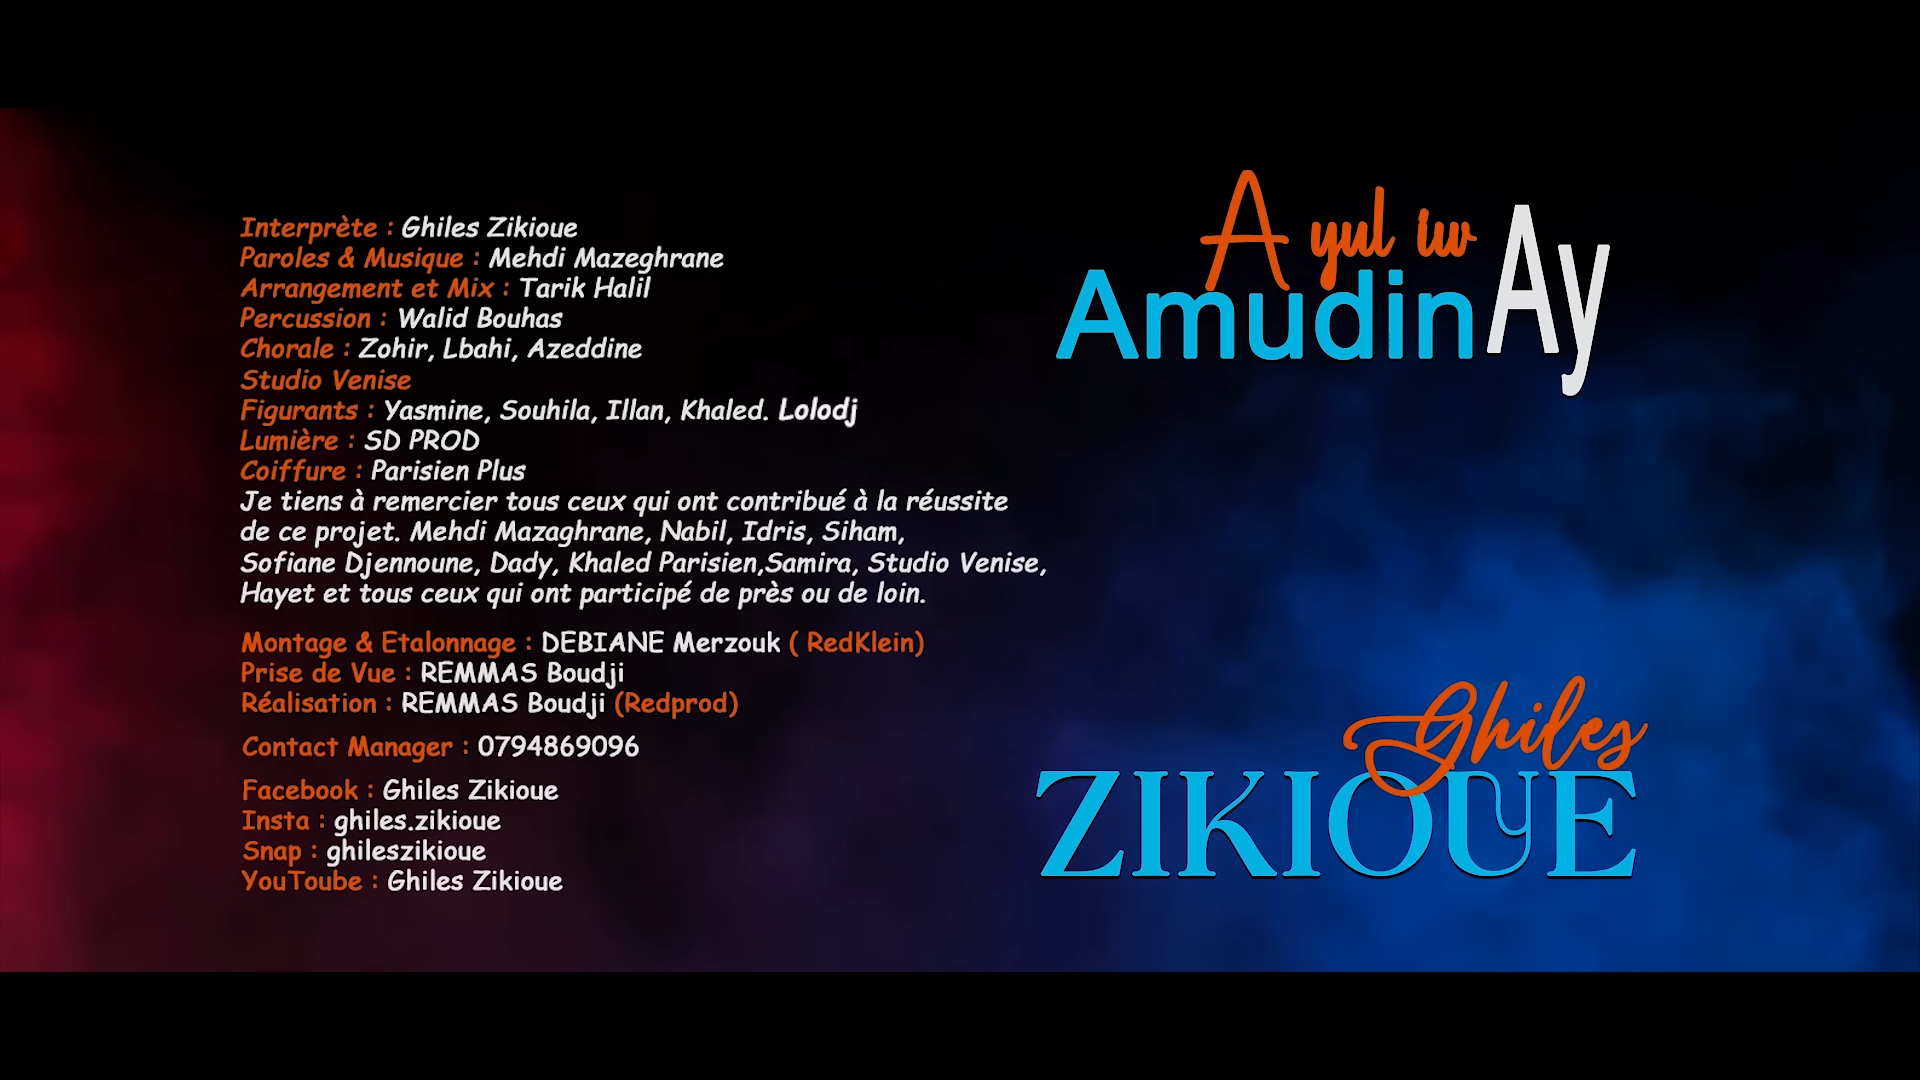 Interprète : Ghiles Zikioue
Paroles & Musique : Mehdi Mazeghrane
Arrangement et Mix : Tarik Halil
Percussion : Walid Bouhas
Chorale : Zohir, Lbahi, Azeddine
Studio Venise
Figurants : Yasmine, Souhila, Illan, Khaled. Lolodj
Lumière : SD PROD
Coiffure : Parisien Plus
Je tiens à remercier tous ceux qui ont contribué à la réussite
de ce projet. Mehdi Mazaghrane, Nabil, Idris, Siham,
Sofiane Djennoune, Dady, Khaled Parisien,Samira, Studio Venise,
Hayet et tous ceux qui ont participé de près ou de loin.
Montage & Etalonnage : DEBIANE Merzouk ( RedKlein)
Prise de Vue : REMMAS Boudji
Réalisation : REMMAS Boudji (Redprod)
Contact Manager : 0794869096
Facebook : Ghiles Zikioue
Insta : ghiles.zikioue
Snap : ghileszikioue
YouToube : Ghiles Zikioue
A yul iw
Amudin Ay
Ghiles
ZIKIOUE